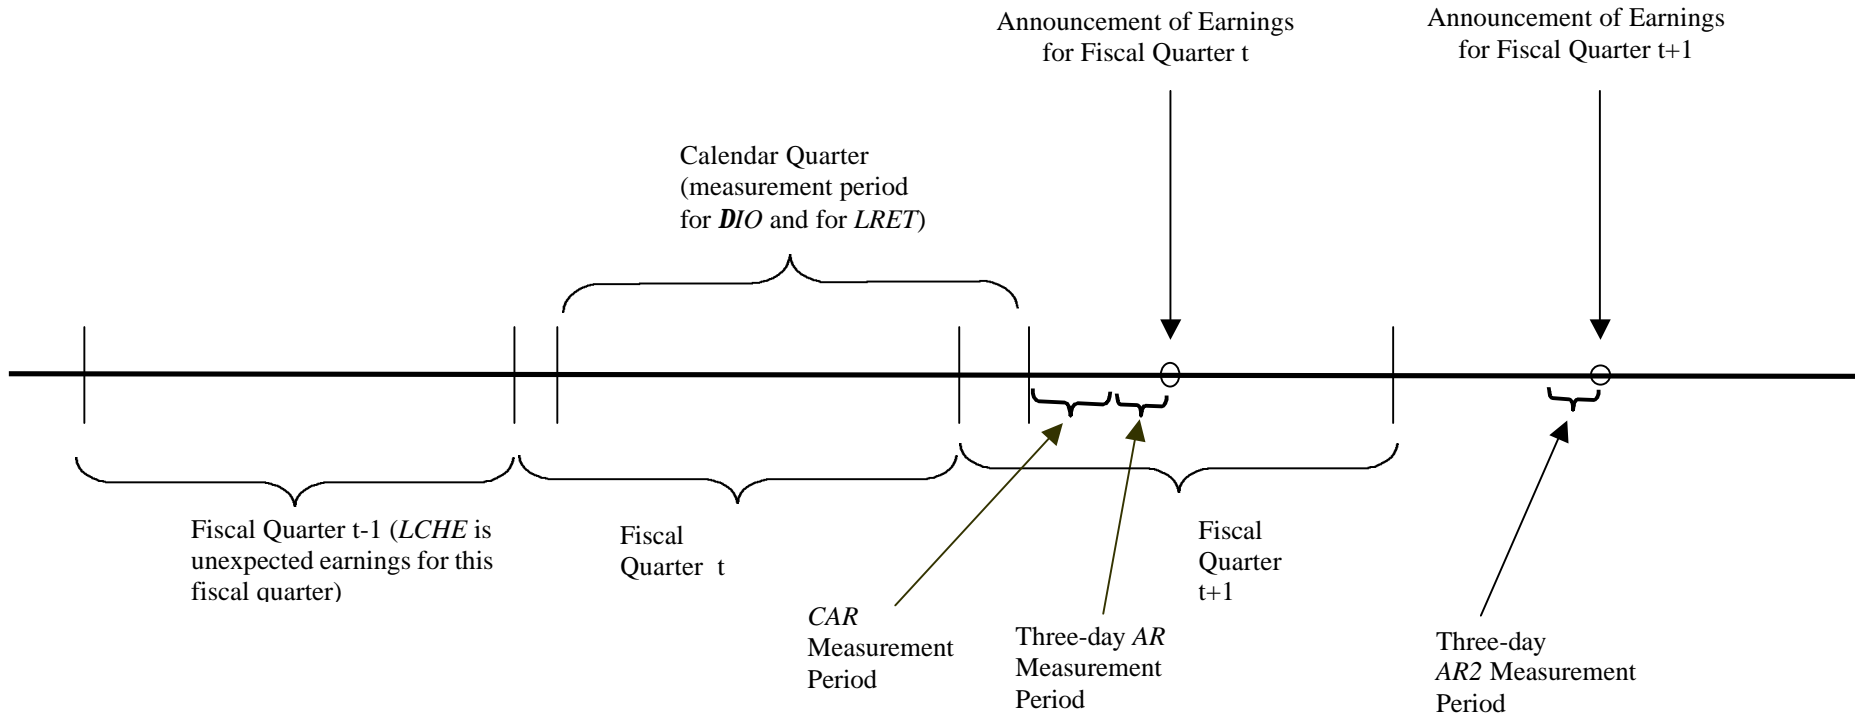 Announcement of Earnings
for Fiscal Quarter t
Announcement of Earnings
for Fiscal Quarter t+1
Calendar Quarter
(measurement period
for DIO and for LRET)
Fiscal Quarter t-1 (LCHE is
unexpected earnings for this
fiscal quarter)
Fiscal
Quarter t
Fiscal
Quarter
t+1
CAR
Measurement
Period
Three-day AR
Measurement
Period
Three-day
AR2 Measurement
Period